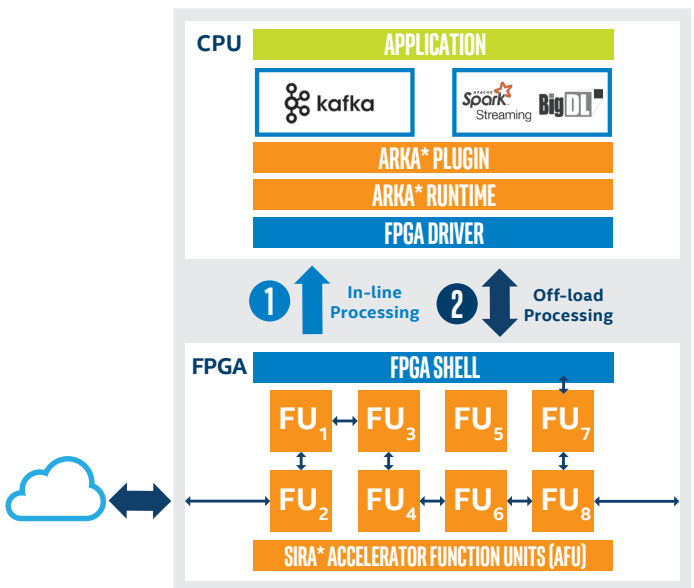 CPU
APPLICATION
kafka
APACHE
Spark
Streaming
BigDL
ARKA* PLUGIN
ARKA* RUNTIME
FPGA DRIVER
1
In-line
Processing
2
Off-load
Processing
FPGA
FPGA SHELL
FU1
FU3
FU5
FU7
FU2
FU4
FU6
FU8
SIRA* ACCELERATOR FUNCTION UNITS (AFU)